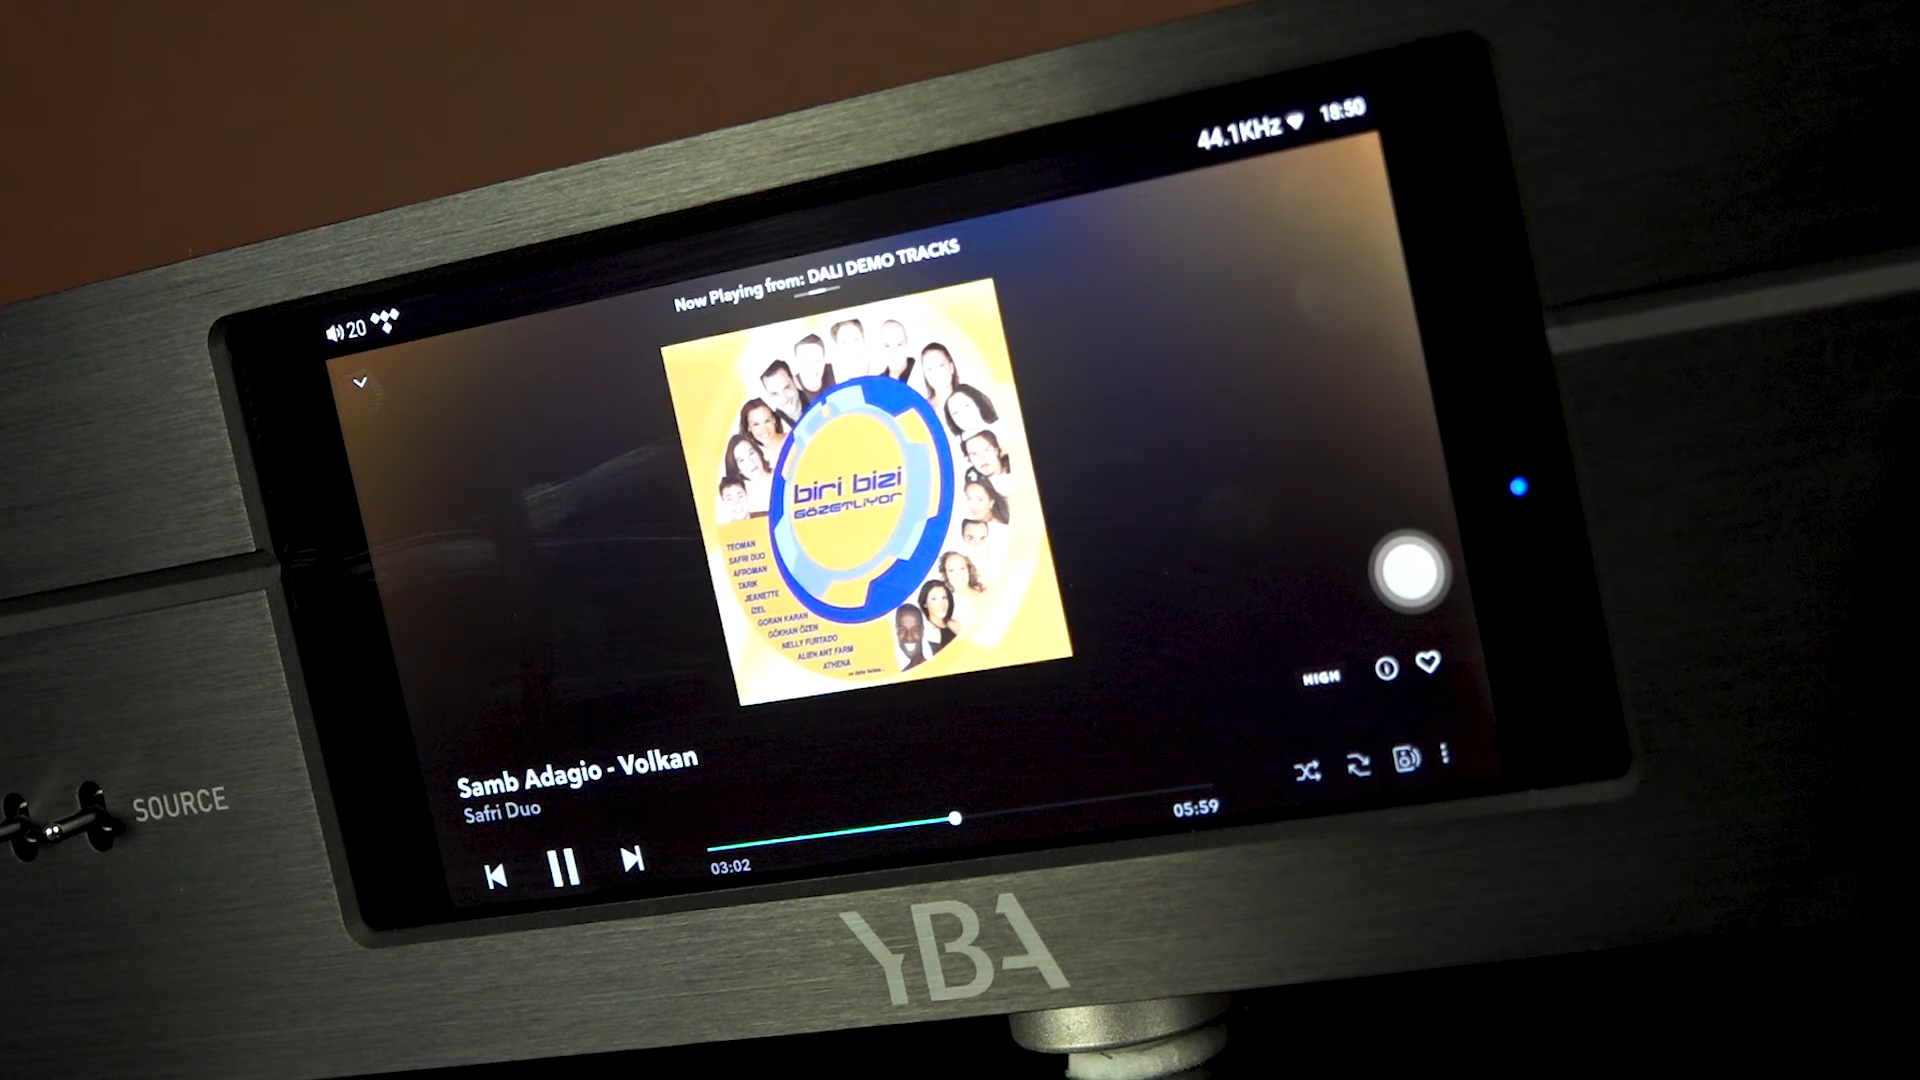 44.1KHz 18:50
20
Now Playing from: DALI DEMO TRACKS
biri bizi
GÖZETLİYOR
TEOMAN
SAFRI DUO
AFROMAN
TARIK
JEANETTE
İZEL
GORAN KARAN
GÖKHAN ÖZEN
NELLY FURTADO
ALIEN ANT FARM
ATHENA
HIGH
Samb Adagio - Volkan
Safri Duo
03:02
05:59
SOURCE
YBA